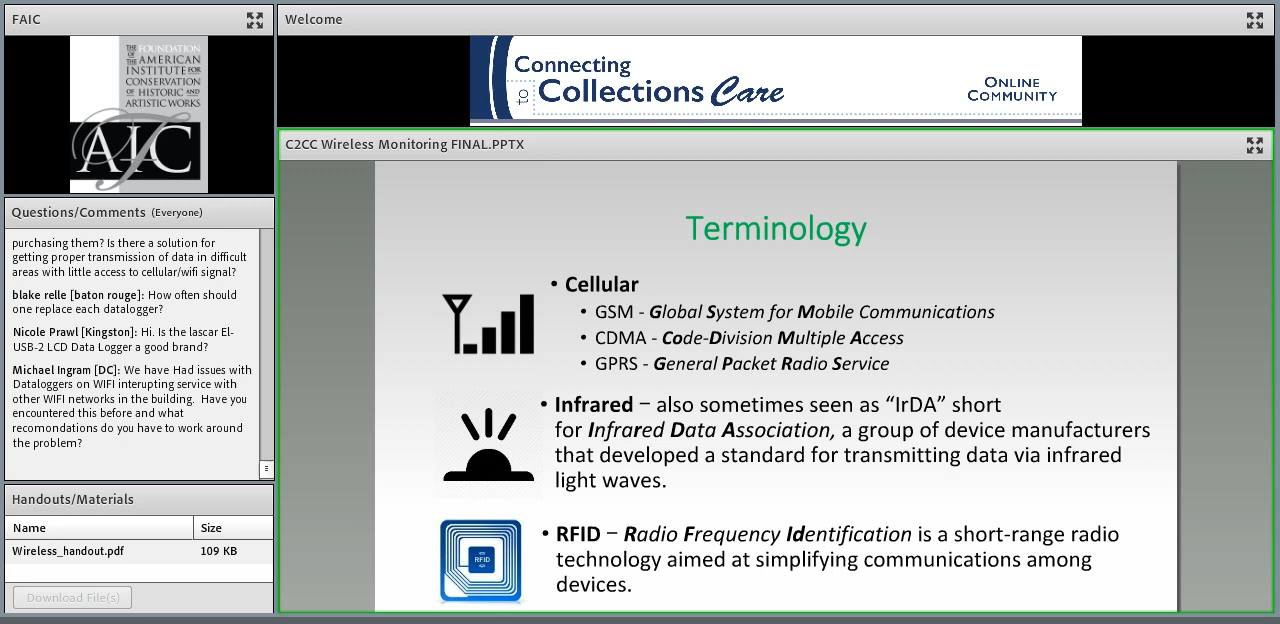 FAIC
THE FOUNDATION
OF THE AMERICAN
INSTITUTE FOR
CONSERVATION
OF HISTORIC AND
ARTISTIC WORKS
FAIC
Welcome
Connecting
to Collections Care
ONLINE
COMMUNITY
Questions/Comments (Everyone)
purchasing them? Is there a solution for
getting proper transmission of data in difficult
areas with little access to cellular/wifi signal?
blake relle [baton rouge]: How often should
one replace each datalogger?
Nicole Prawl [Kingston]: Hi. Is the lascar El-
USB-2 LCD Data Logger a good brand?
Michael Ingram [DC]: We have Had issues with
Dataloggers on WIFI interupting service with
other WIFI networks in the building. Have you
encountered this before and what
recomondations do you have to work around
the problem?
Handouts/Materials
Name Size
Wireless_handout.pdf 109 KB
Download File(s)
C2CC Wireless Monitoring FINAL.PPTX
Terminology
• Cellular
• GSM - Global System for Mobile Communications
• CDMA - Code-Division Multiple Access
• GPRS - General Packet Radio Service
• Infrared – also sometimes seen as “IrDA” short
for Infrared Data Association, a group of device manufacturers
that developed a standard for transmitting data via infrared
light waves.
RFID
• RFID – Radio Frequency Identification is a short-range radio
technology aimed at simplifying communications among
devices.